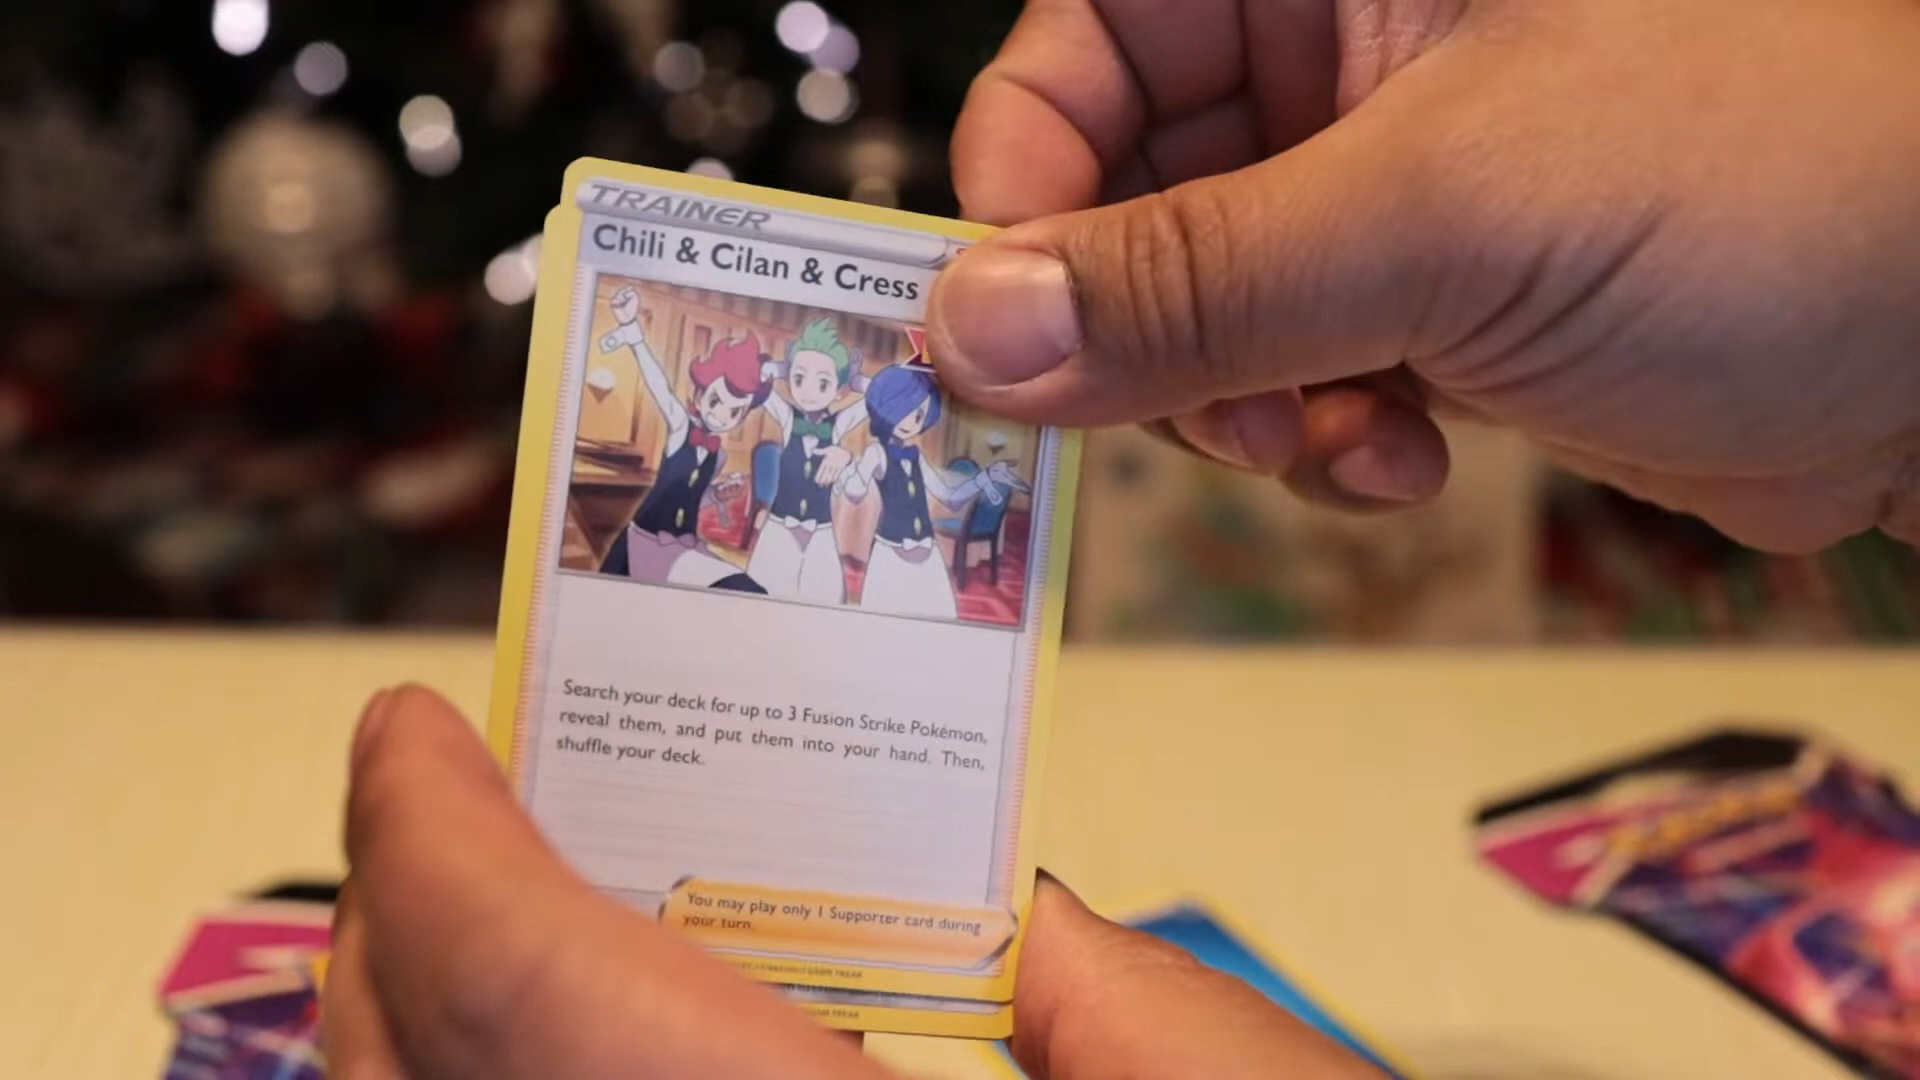 TRAINER
Chili & Cilan & Cress
Search your deck for up to 3 Fusion Strike Pokémon,
reveal them, and put them into your hand. Then,
shuffle your deck.
You may play only 1 Supporter card during
your turn.